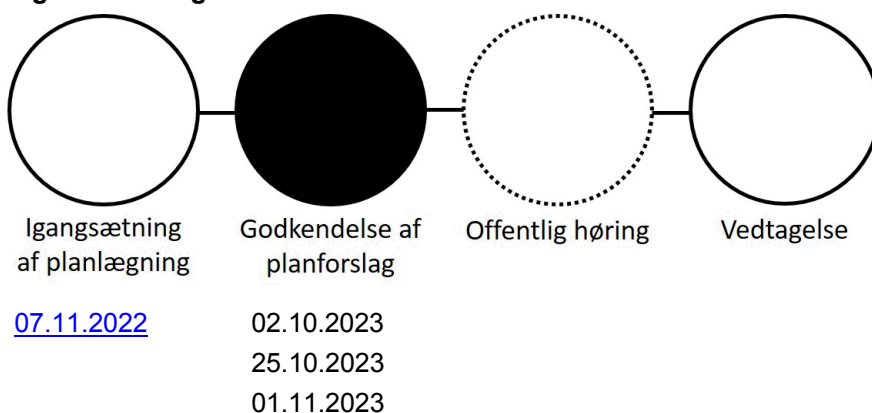 Igangsætning
af planlægning
Godkendelse af
planforslag
Offentlig høring
Vedtagelse
07.11.2022
02.10.2023
25.10.2023
01.11.2023